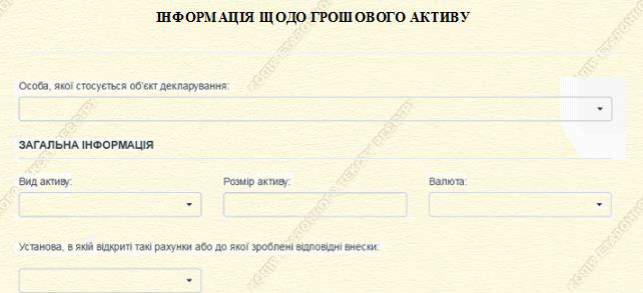 ІНФОРМАЦІЯ ЩОДО ГРОШОВОГО АКТИВУ
Особа, якої стосується об'єкт декларування:
ЗАГАЛЬНА ІНФОРМАЦІЯ
Вид активу: Розмір активу: Валюта:
Установа, в якій відкриті такі рахунки або до якої зроблені відповідні внески: